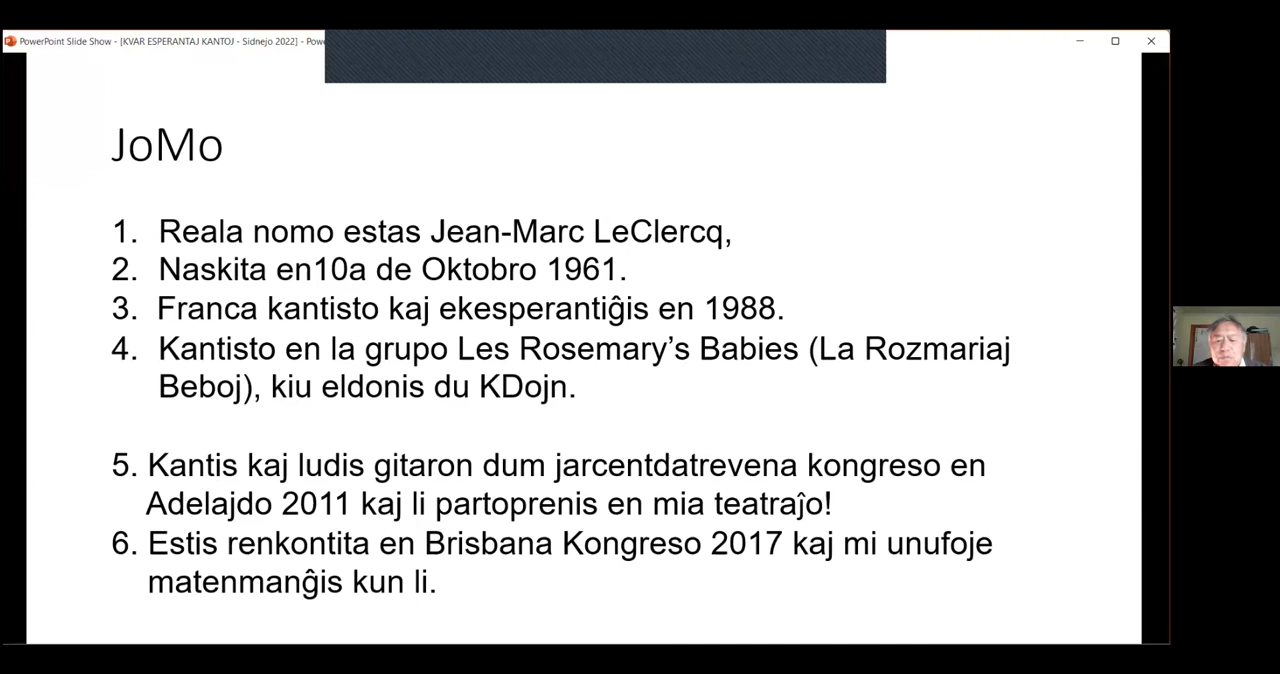 PowerPoint Slide Show - [KVAR ESPERANTAJ KANTOJ - Sidnejo 2022] - Powe
JoMo
1. Reala nomo estas Jean-Marc LeClercq,
2. Naskita en10a de Oktobro 1961.
3. Franca kantisto kaj ekesperantiĝis en 1988.
4. Kantisto en la grupo Les Rosemary’s Babies (La Rozmariaj
Beboj), kiu eldonis du KDojn.
5. Kantis kaj ludis gitaron dum jarcentdatrevena kongreso en
Adelajdo 2011 kaj li partoprenis en mia teatraĵo!
6. Estis renkontita en Brisbana Kongreso 2017 kaj mi unufoje
matenmanĝis kun li.